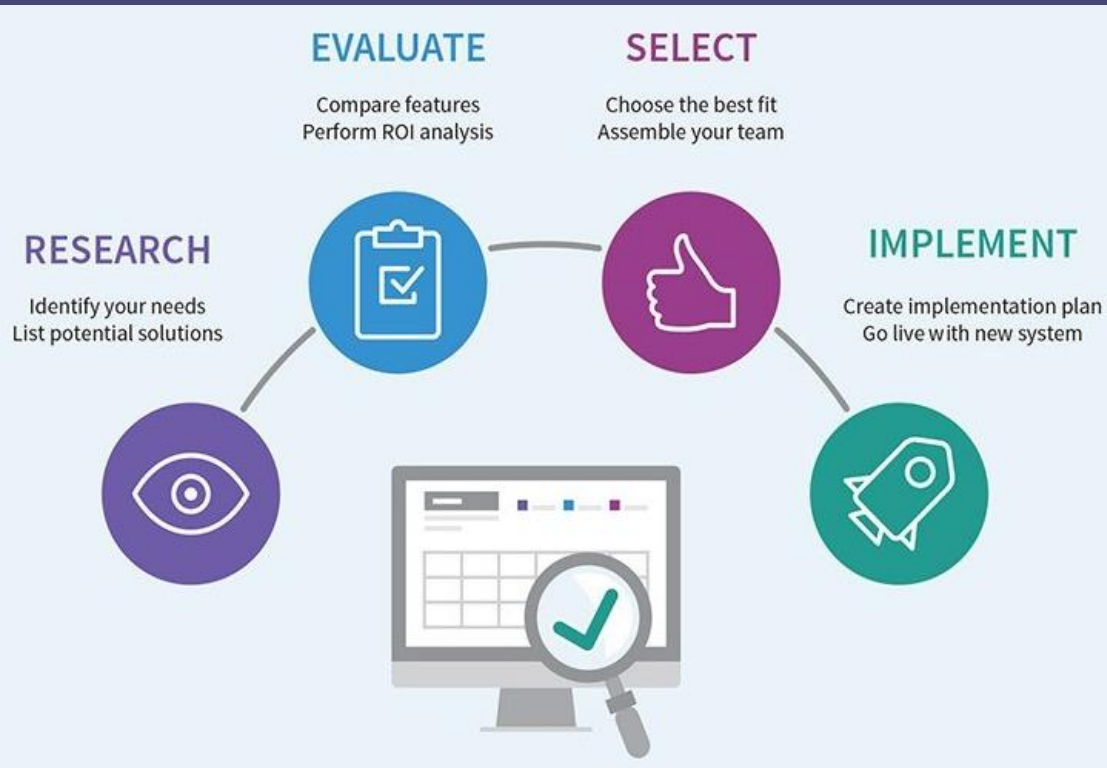 RESEARCH
Identify your needs
List potential solutions
EVALUATE
Compare features
Perform ROI analysis
SELECT
Choose the best fit
Assemble your team
IMPLEMENT
Create implementation plan
Go live with new system